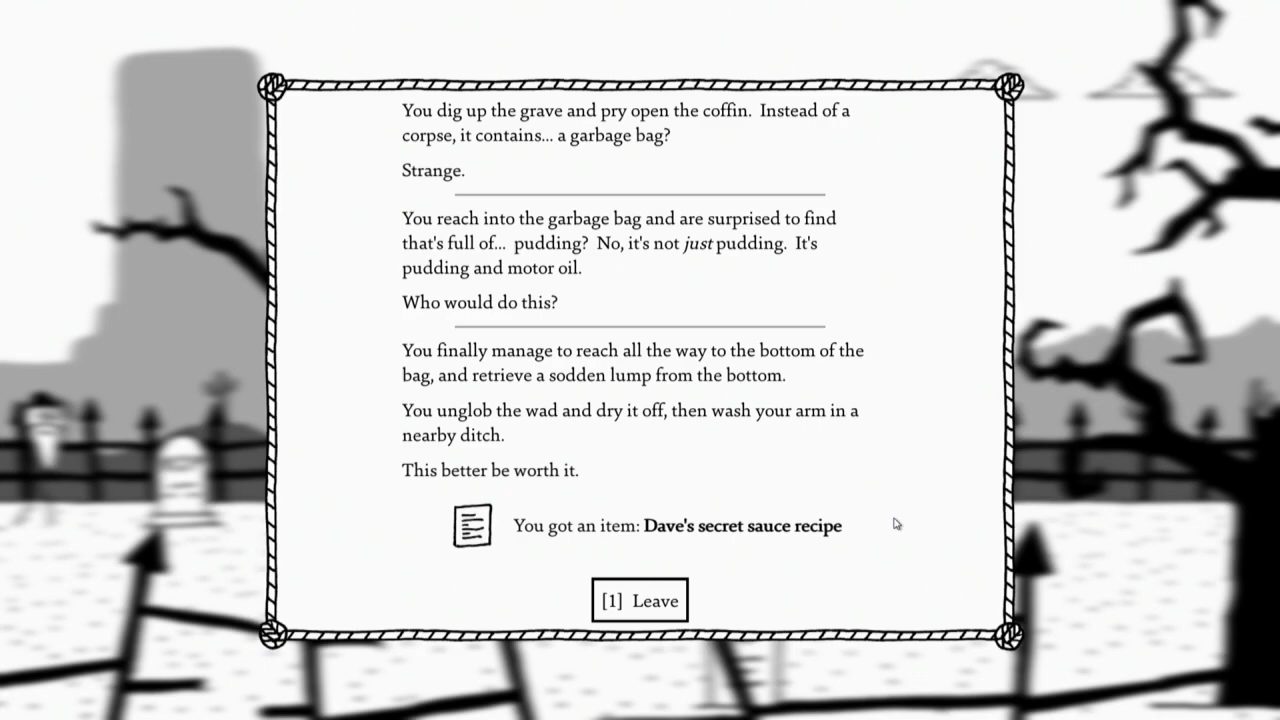 You dig up the grave and pry open the coffin.  Instead of a
corpse, it contains... a garbage bag?
Strange.
You reach into the garbage bag and are surprised to find
that's full of...  pudding?  No, it's not just pudding.  It's
pudding and motor oil.
Who would do this?
You finally manage to reach all the way to the bottom of the
bag, and retrieve a sodden lump from the bottom.
You unglob the wad and dry it off, then wash your arm in a
nearby ditch.
This better be worth it.
You got an item: Dave's secret sauce recipe
[1]  Leave